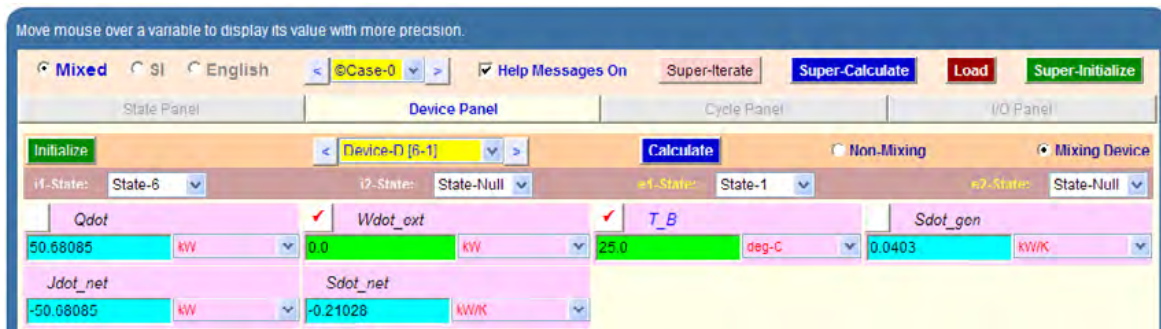 Move mouse over a variable to display its value with more precision.
Mixed SI English < ©Case-0 > Help Messages On Super-Iterate Super-Calculate Load Super-Initialize
State Panel Device Panel Cycle Panel I/O Panel
Initialize < Device-D [6-1] > Calculate Non-Mixing Mixing Device
i1-State: State-6 i2-State: State-Null e1-State: State-1 e2-State: State-Null
Qdot Wdot_ext T_B Sdot_gen
50.68085 kW 0.0 kW 25.0 deg-C 0.0403 kW/K
Jdot_net Sdot_net
-50.68085 kW -0.21028 kW/K